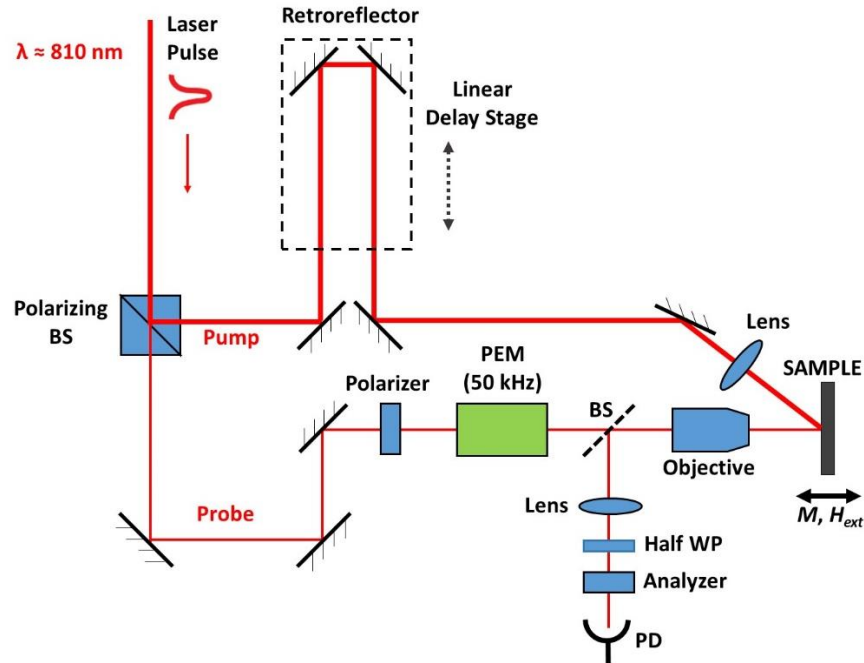 Retroreflector
Laser
Pulse
λ ≈ 810 nm
Linear
Delay Stage
Polarizing
BS
Pump
Lens
SAMPLE
PEM
(50 kHz)
Polarizer
BS
Objective
Probe
Lens
M, Hext
Half WP
Analyzer
PD